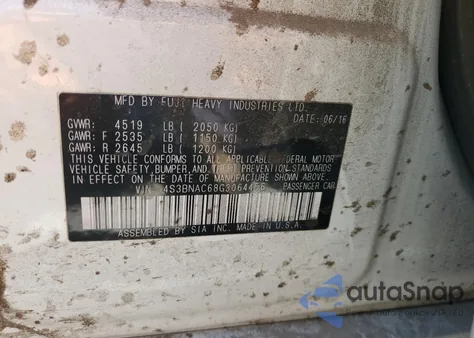 MFD BY FUJI HEAVY INDUSTRIES LTD. DATE 06/16
GVWR: 4519 LB ( 2050 KG)
GAWR: F 2535 LB ( 1150 KG)
GAWR: R 2645 LB ( 1200 KG)
THIS VEHICLE CONFORMS TO ALL APPLICABLE FEDERAL MOTOR
VEHICLE SAFETY, BUMPER, AND THEFT PREVENTION STANDARDS IN
EFFECT ON THE DATE OF MANUFACTURE SHOWN ABOVE.
VIN: PASSENGER CAR
ASSEMBLED BY SIA INC. MADE IN U.S.A.
autoSnap